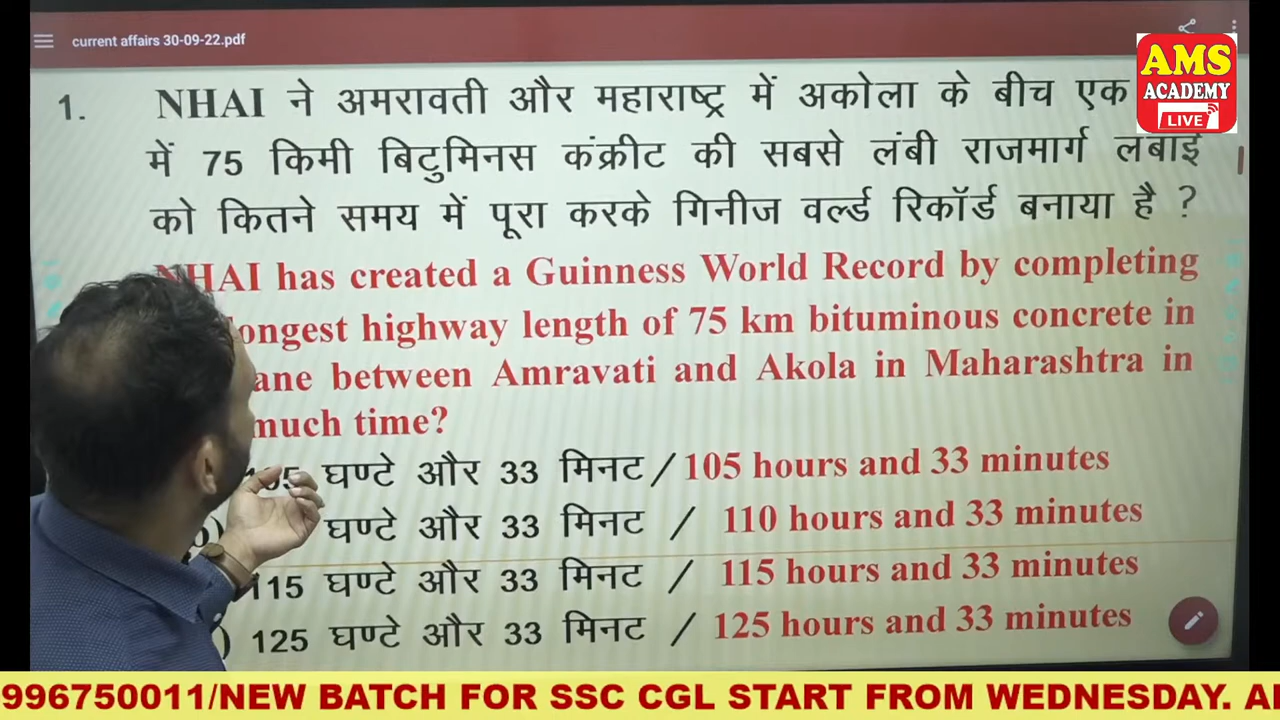 current affairs 30-09-22.pdf
AMS
ACADEMY
LIVE
1. NHAI ने अमरावती और महाराष्ट्र में अकोला के बीच एक
में 75 किमी बिटुमिनस कंक्रीट की सबसे लंबी राजमार्ग लंबाई
को कितने समय में पूरा करके गिनीज वर्ल्ड रिकॉर्ड बनाया है ?
NHAI has created a Guinness World Record by completing
longest highway length of 75 km bituminous concrete in
between Amravati and Akola in Maharashtra in
much time?
घण्टे और 33 मिनट / 105 hours and 33 minutes
घण्टे और 33 मिनट / 110 hours and 33 minutes
115 घण्टे और 33 मिनट / 115 hours and 33 minutes
) 125 घण्टे और 33 मिनट / 125 hours and 33 minutes
996750011/NEW BATCH FOR SSC CGL START FROM WEDNESDAY.